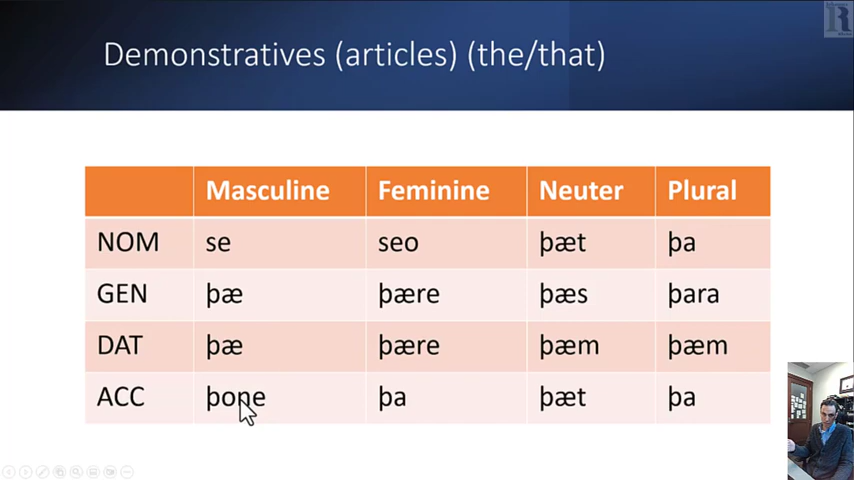 Demonstratives (articles) (the/that)
Masculine Feminine Neuter Plural
NOM se seo þæt þa
GEN þæ þære þæs þara
DAT þæ þære þæm þæm
ACC þone þa þæt þa
R